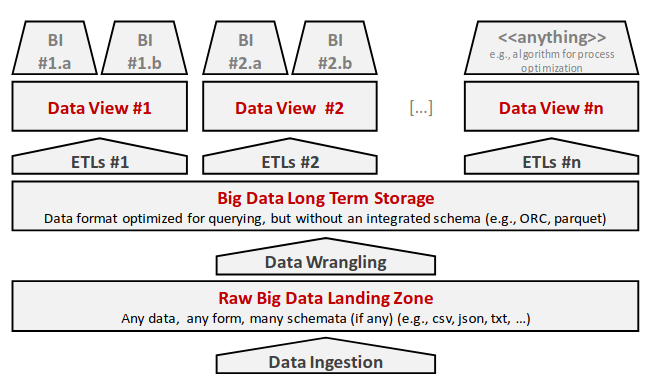 BI #1.a
BI #1.b
BI #2.a
BI #2.b
<<anything>>
e.g., algorithm for process
optimization
Data View #1
Data View #2
[...]
Data View #n
ETLs #1
ETLs #2
ETLs #n
Big Data Long Term Storage
Data format optimized for querying, but without an integrated schema (e.g., ORC, parquet)
Data Wrangling
Raw Big Data Landing Zone
Any data, any form, many schemata (if any) (e.g., csv, json, txt, ...)
Data Ingestion